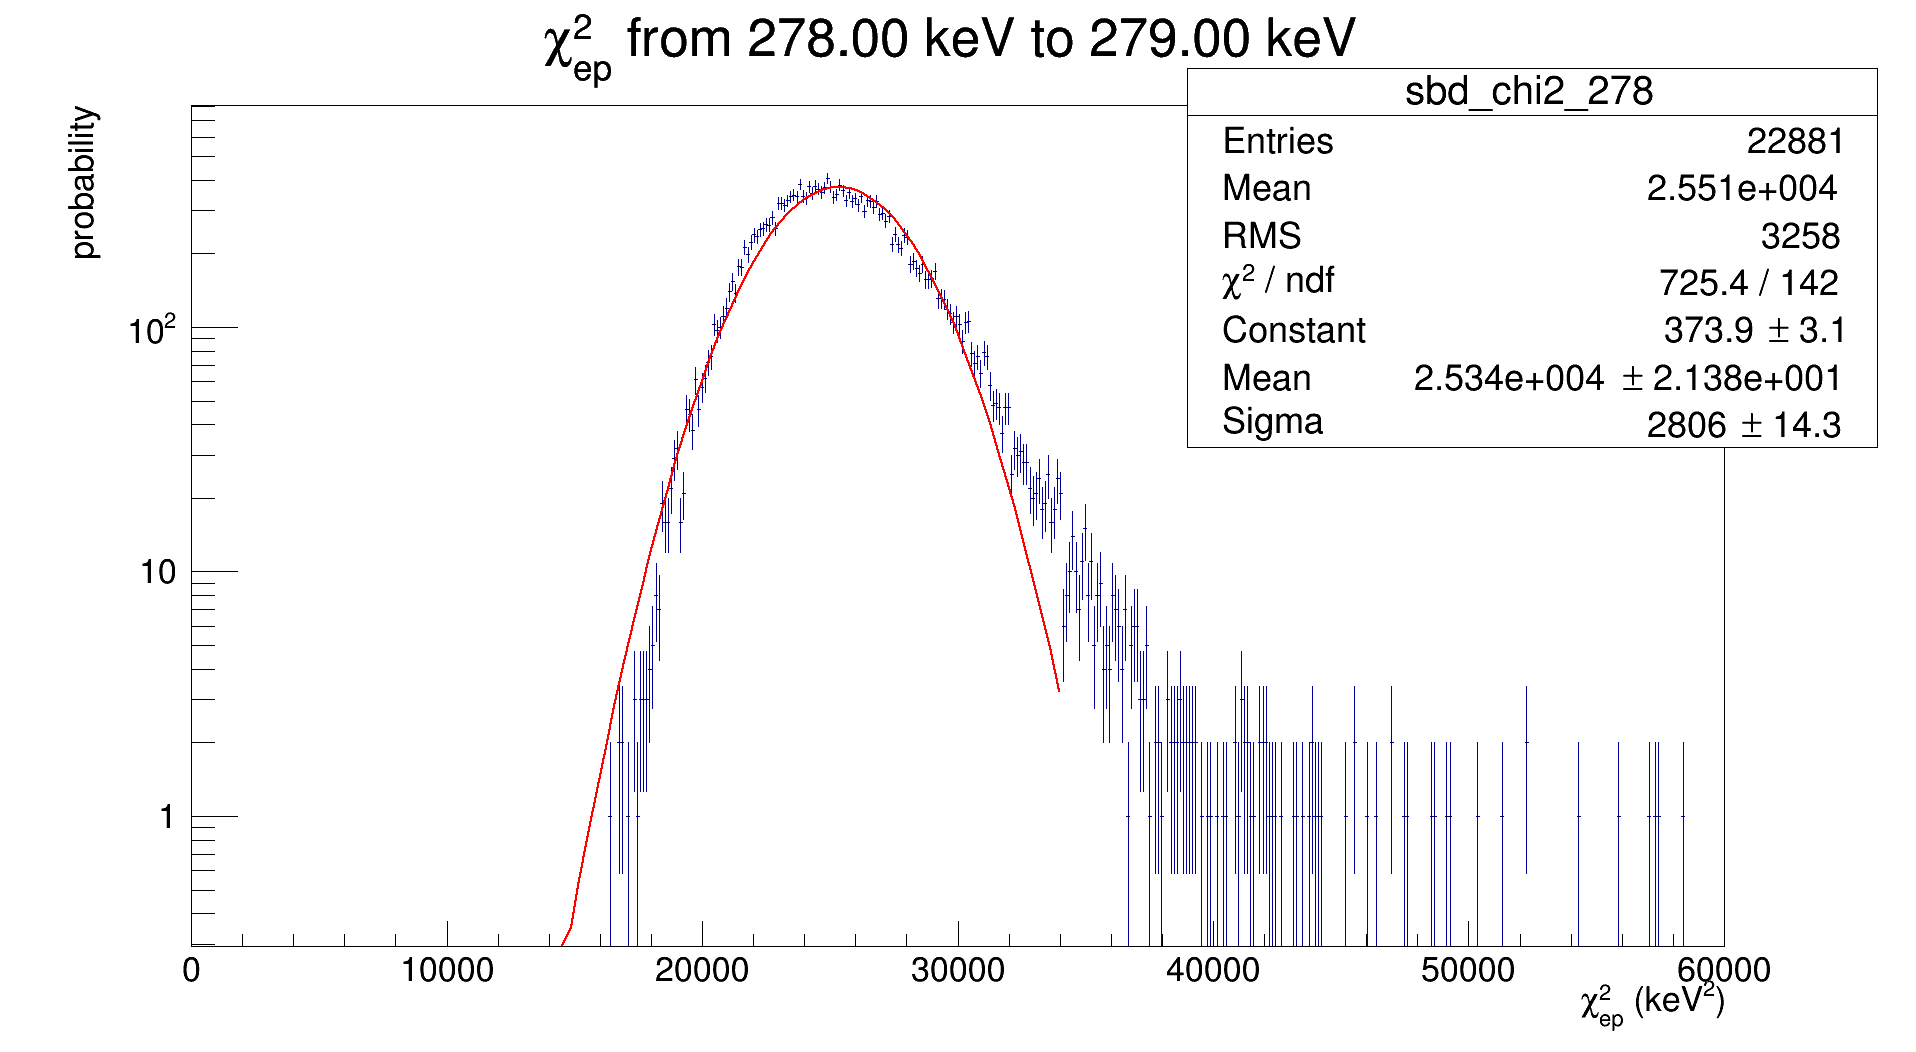 χ²ep from 278.00 keV to 279.00 keV
sbd_chi2_278
Entries 22881
Mean 2.551e+004
RMS 3258
χ² / ndf 725.4 / 142
Constant 373.9 ± 3.1
Mean 2.534e+004 ± 2.138e+001
Sigma 2806 ± 14.3
probability
10²
10
1
0 10000 20000 30000 40000 50000 60000
χ²ep (keV²)